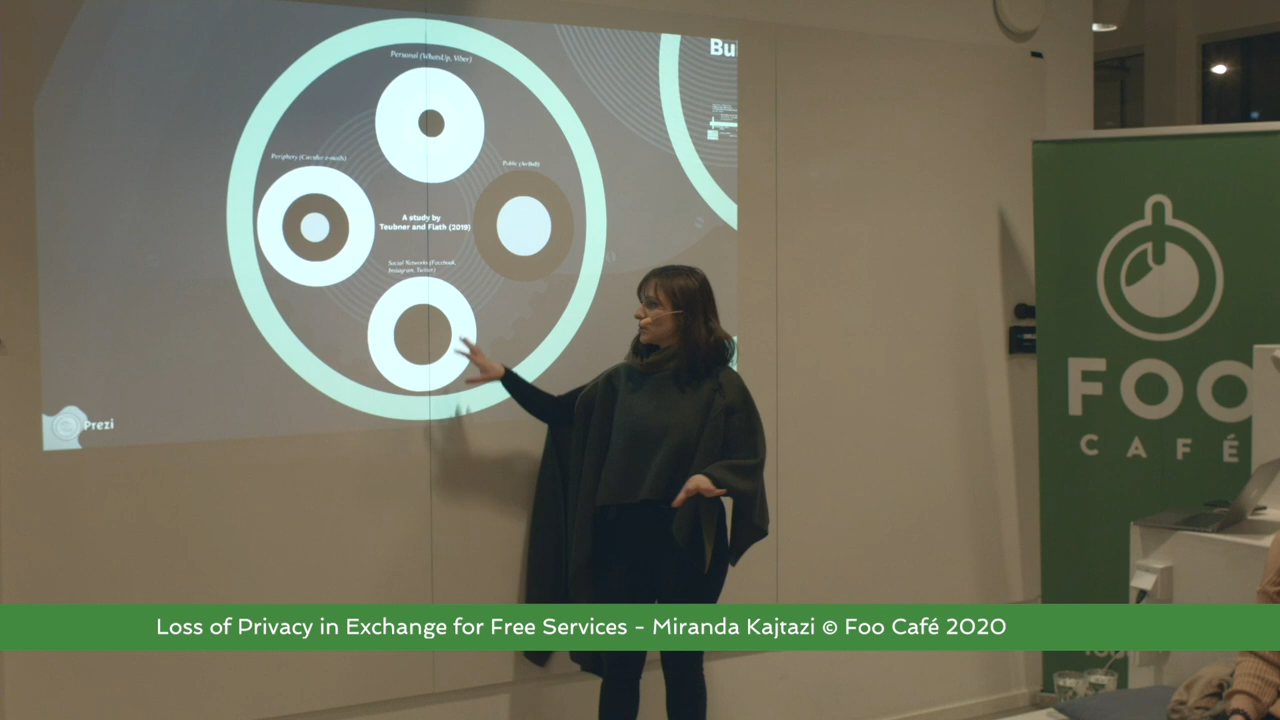 Personal (WhatsUp, Viber)
Bu
Periphery (Circular e-mails)
Public (AirBnB)
A study by
Teubner and Flath (2019)
Social Networks (Facebook,
Instagram, Twitter)
Prezi
FOO
CAFÉ
Loss of Privacy in Exchange for Free Services - Miranda Kajtazi © Foo Café 2020